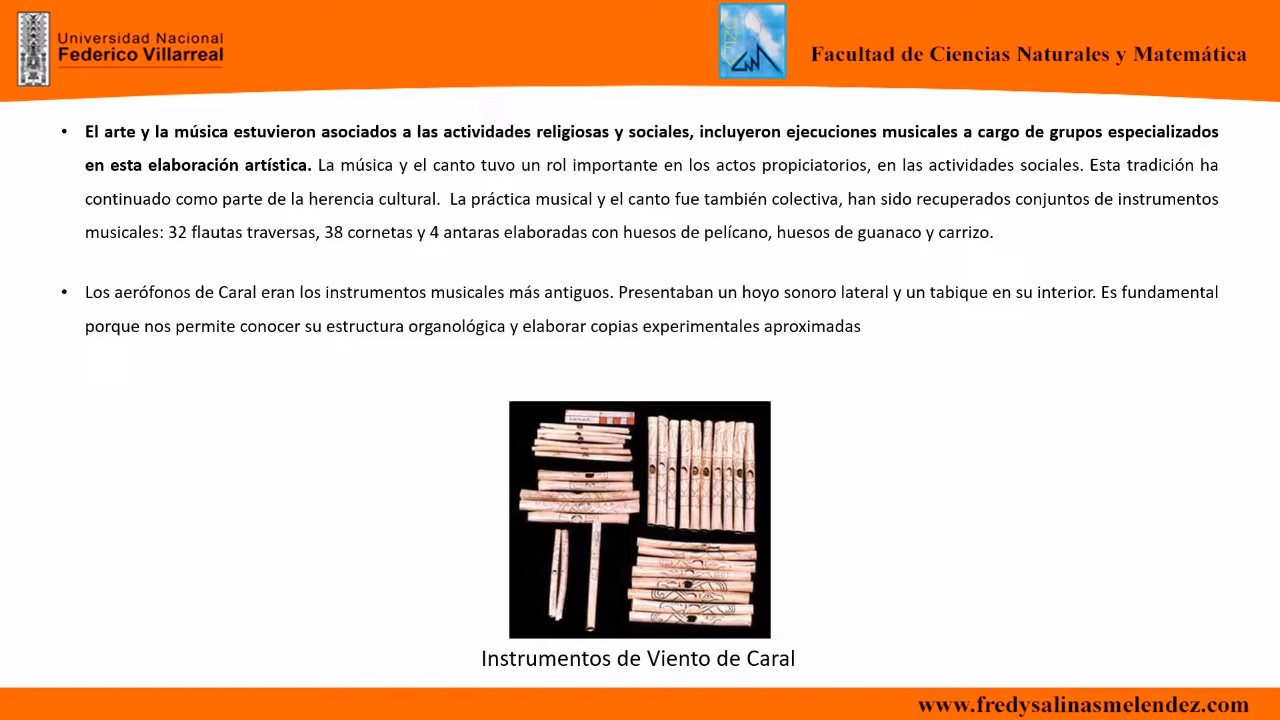 Universidad Nacional
Federico Villarreal
Facultad de Ciencias Naturales y Matemática
• El arte y la música estuvieron asociados a las actividades religiosas y sociales, incluyeron ejecuciones musicales a cargo de grupos especializados
en esta elaboración artística. La música y el canto tuvo un rol importante en los actos propiciatorios, en las actividades sociales. Esta tradición ha
continuado como parte de la herencia cultural. La práctica musical y el canto fue también colectiva, han sido recuperados conjuntos de instrumentos
musicales: 32 flautas traversas, 38 cornetas y 4 antaras elaboradas con huesos de pelícano, huesos de guanaco y carrizo.
• Los aerófonos de Caral eran los instrumentos musicales más antiguos. Presentaban un hoyo sonoro lateral y un tabique en su interior. Es fundamental
porque nos permite conocer su estructura organológica y elaborar copias experimentales aproximadas
Instrumentos de Viento de Caral
www.fredysalinasmelendez.com